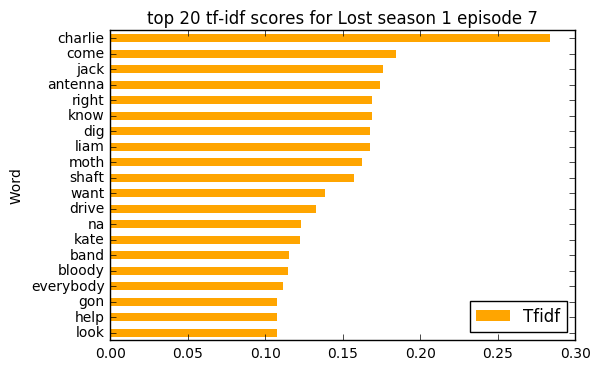 top 20 tf-idf scores for Lost season 1 episode 7
charlie
come
jack
antenna
right
know
dig
liam
moth
shaft
want
drive
na
kate
band
bloody
everybody
gon
help
look
Word
Tfidf
0.00 0.05 0.10 0.15 0.20 0.25 0.30